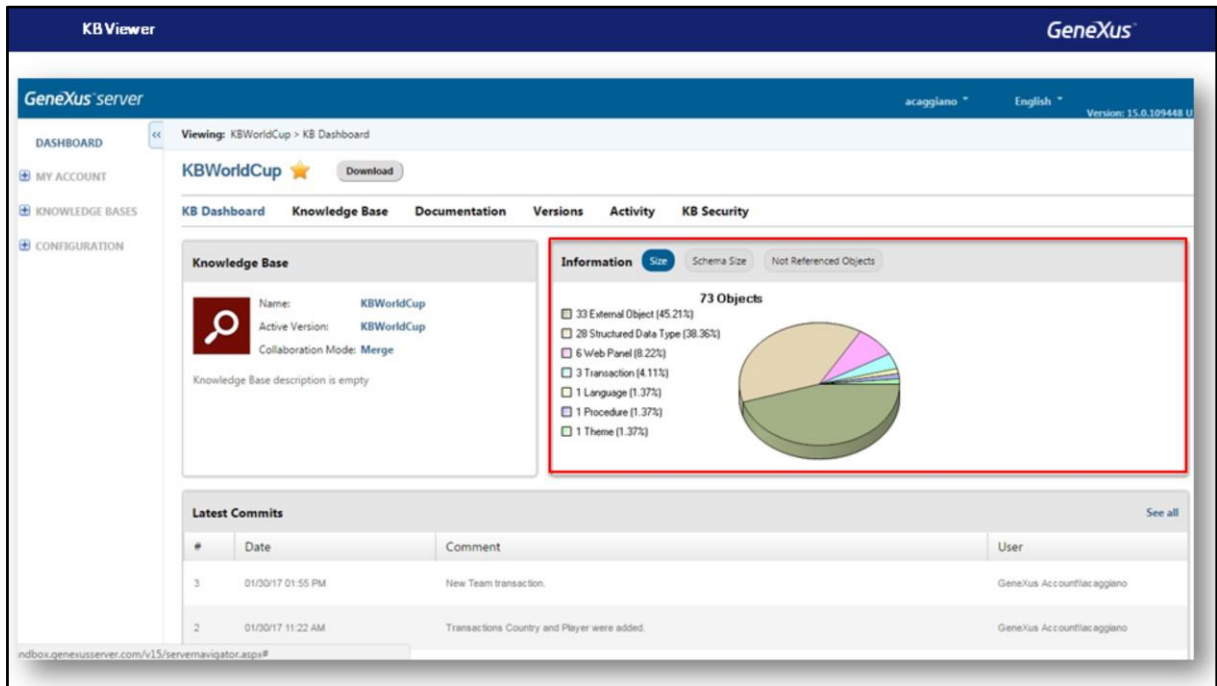 KB Viewer
GeneXus™
GeneXus™ server
acaggiano
English
Version: 15.0.109448 U
DASHBOARD
<<
MY ACCOUNT
KNOWLEDGE BASES
CONFIGURATION
Viewing: KBWorldCup > KB Dashboard
KBWorldCup
Download
KB Dashboard Knowledge Base Documentation Versions Activity KB Security
Knowledge Base
Name: KBWorldCup
Active Version: KBWorldCup
Collaboration Mode: Merge
Knowledge Base description is empty
Information Size Schema Size Not Referenced Objects
73 Objects
33 External Object (45.21%)
28 Structured Data Type (38.36%)
6 Web Panel (8.22%)
3 Transaction (4.11%)
1 Language (1.37%)
1 Procedure (1.37%)
1 Theme (1.37%)
Latest Commits See all
# Date Comment User
3 01/30/17 01:55 PM New Team transaction. GeneXus Account\lacaggiano
2 01/30/17 11:22 AM Transactions Country and Player were added. GeneXus Account\lacaggiano
ndbox.genexusserver.com/v15/servernavigator.aspx#